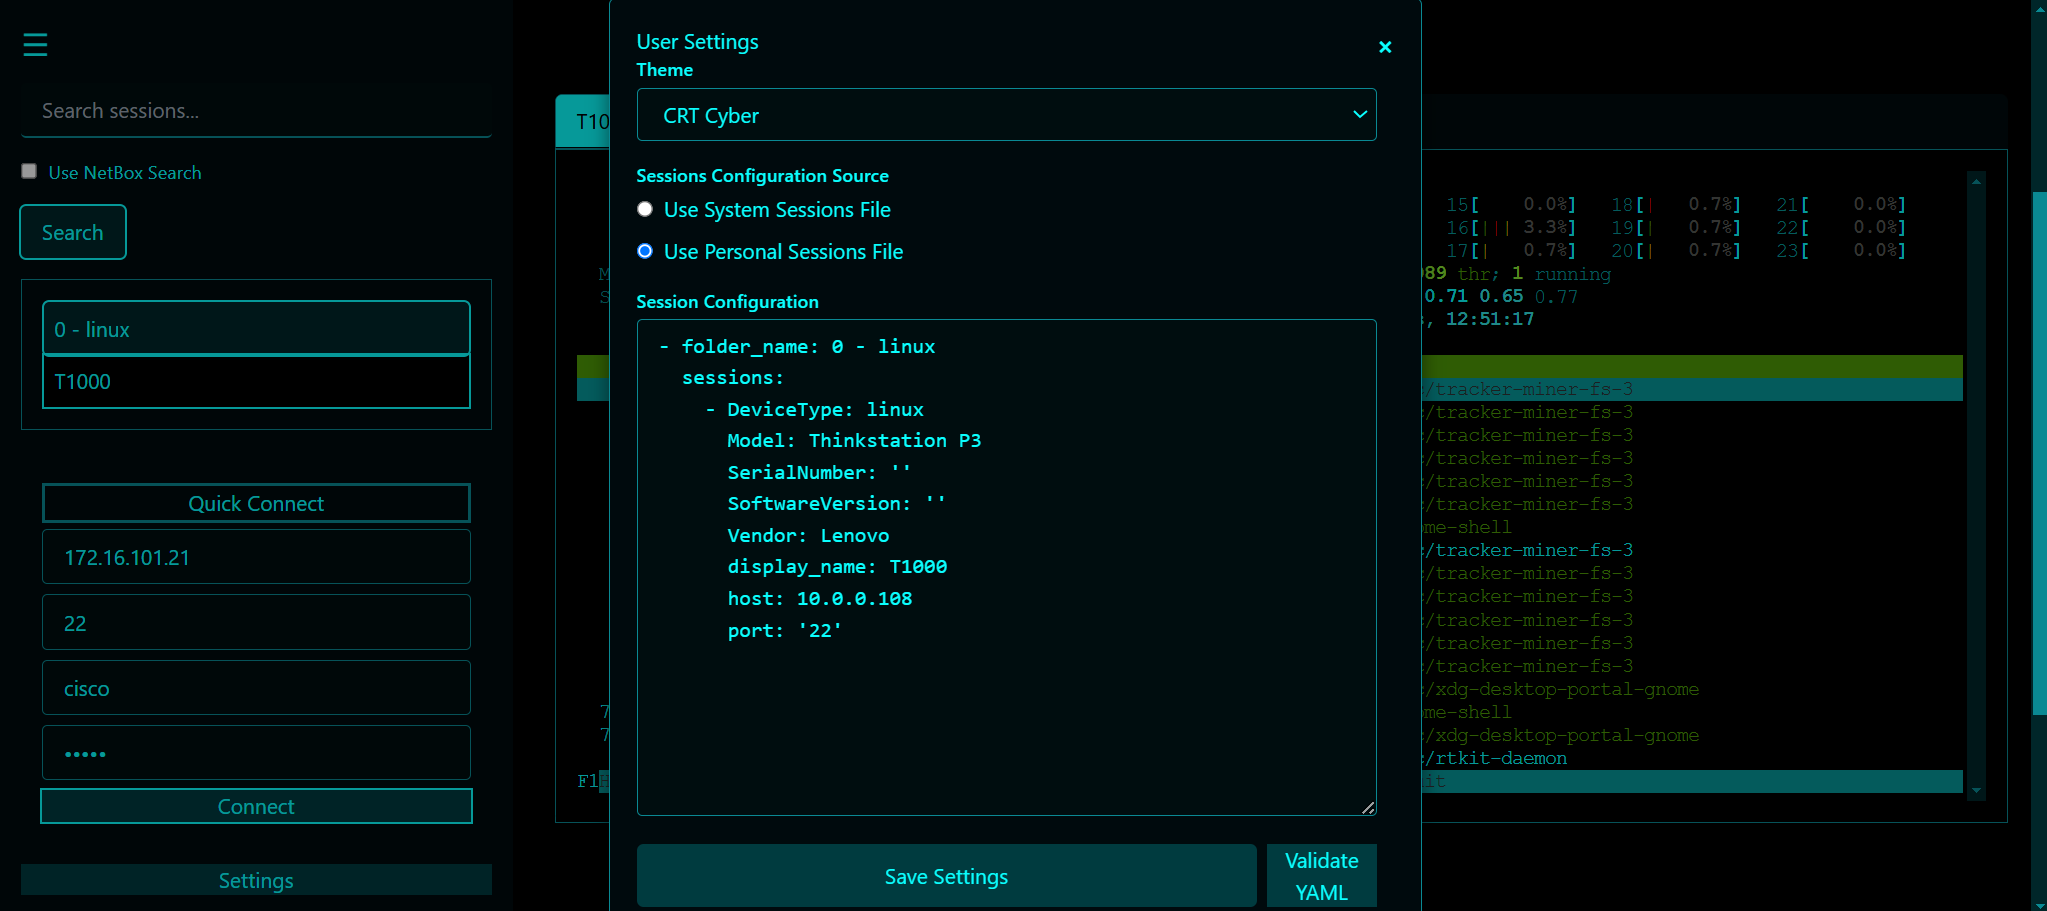 ☰
Search sessions...
Use NetBox Search
Search
0 - linux
T1000
Quick Connect
172.16.101.21
22
cisco
•••••
Connect
Settings
User Settings
×
Theme
CRT Cyber
Sessions Configuration Source
Use System Sessions File
Use Personal Sessions File
Session Configuration
- folder_name: 0 - linux
sessions:
- DeviceType: linux
Model: Thinkstation P3
SerialNumber: ''
SoftwareVersion: ''
Vendor: Lenovo
display_name: T1000
host: 10.0.0.108
port: '22'
Save Settings
Validate
YAML
T10
15[ 0.0%] 18[| 0.7%] 21[ 0.0%]
16[||| 3.3%] 19[| 0.7%] 22[ 0.0%]
17[| 0.7%] 20[| 0.7%] 23[ 0.0%]
M 089 thr; 1 running
S 0.71 0.65 0.77
, 12:51:17
/tracker-miner-fs-3
/tracker-miner-fs-3
/tracker-miner-fs-3
/tracker-miner-fs-3
/tracker-miner-fs-3
/tracker-miner-fs-3
me-shell
/tracker-miner-fs-3
/tracker-miner-fs-3
/tracker-miner-fs-3
/tracker-miner-fs-3
/tracker-miner-fs-3
/tracker-miner-fs-3
/xdg-desktop-portal-gnome
7 me-shell
7 /xdg-desktop-portal-gnome
/rtkit-daemon
F1 it